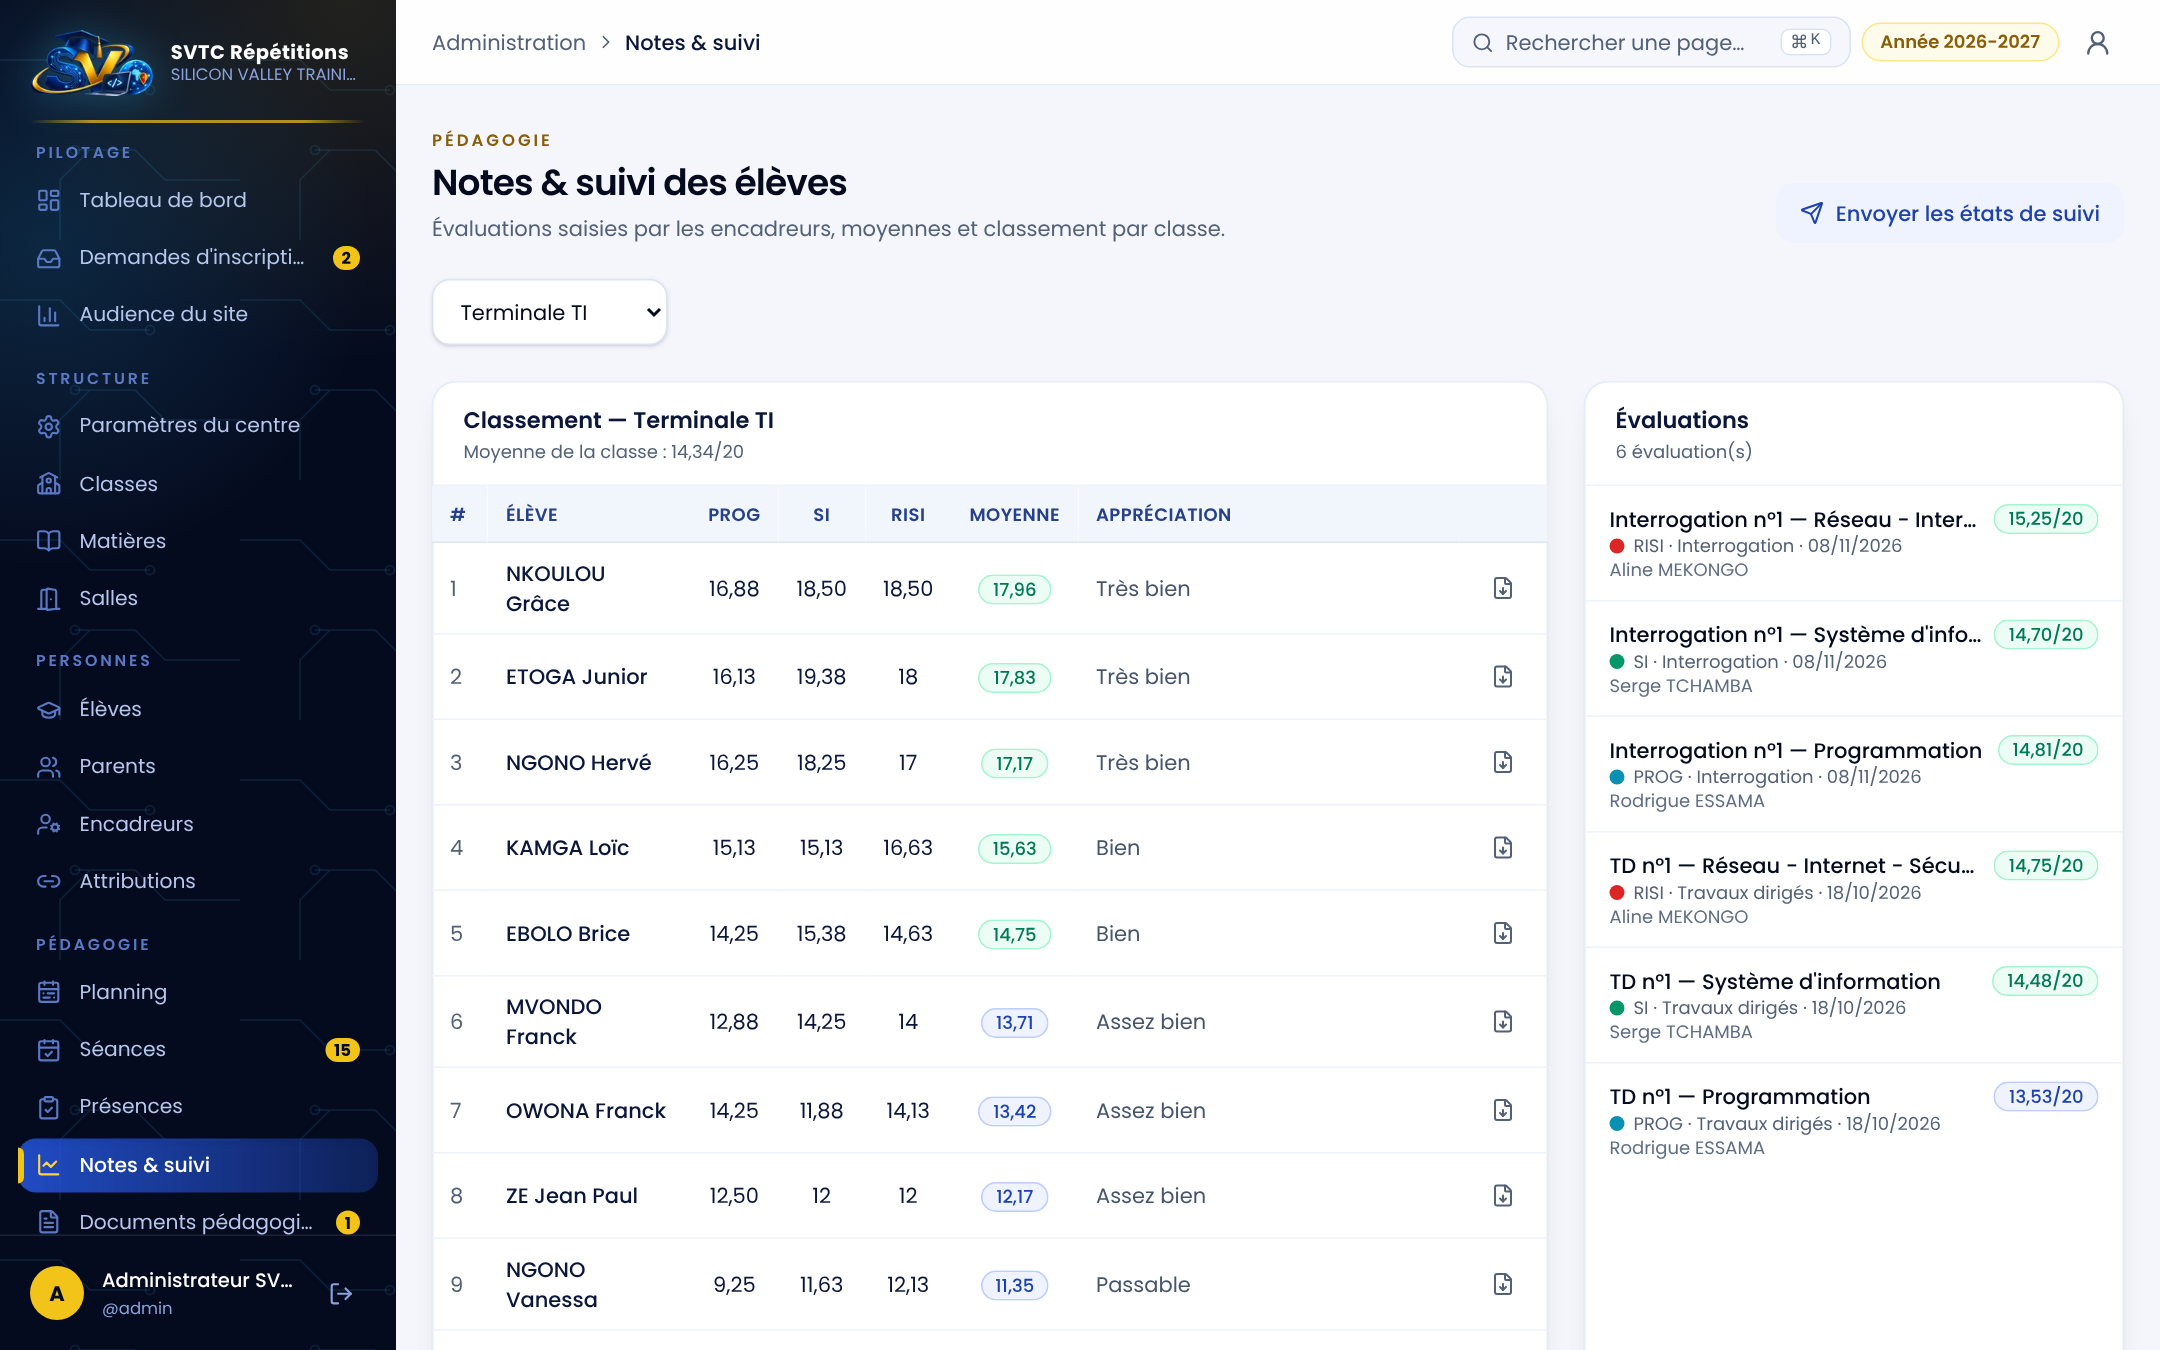 SVTC Répétitions
SILICON VALLEY TRAINI...
PILOTAGE
Tableau de bord
Demandes d'inscripti... 2
Audience du site
STRUCTURE
Paramètres du centre
Classes
Matières
Salles
PERSONNES
Élèves
Parents
Encadreurs
Attributions
PÉDAGOGIE
Planning
Séances 15
Présences
Notes & suivi
Documents pédagogi... 1
A
Administrateur SV...
@admin
Administration > Notes & suivi
Rechercher une page... ⌘ K
Année 2026-2027
PÉDAGOGIE
Notes & suivi des élèves
Évaluations saisies par les encadreurs, moyennes et classement par classe.
Envoyer les états de suivi
Terminale TI
Classement — Terminale TI
Moyenne de la classe : 14,34/20
# ÉLÈVE PROG SI RISI MOYENNE APPRÉCIATION
1 NKOULOU Grâce 16,88 18,50 18,50 17,96 Très bien
2 ETOGA Junior 16,13 19,38 18 17,83 Très bien
3 NGONO Hervé 16,25 18,25 17 17,17 Très bien
4 KAMGA Loïc 15,13 15,13 16,63 15,63 Bien
5 EBOLO Brice 14,25 15,38 14,63 14,75 Bien
6 MVONDO Franck 12,88 14,25 14 13,71 Assez bien
7 OWONA Franck 14,25 11,88 14,13 13,42 Assez bien
8 ZE Jean Paul 12,50 12 12 12,17 Assez bien
9 NGONO Vanessa 9,25 11,63 12,13 11,35 Passable
Évaluations
6 évaluation(s)
Interrogation n°1 — Réseau - Inter... 15,25/20
RISI · Interrogation · 08/11/2026
Aline MEKONGO
Interrogation n°1 — Système d'info... 14,70/20
SI · Interrogation · 08/11/2026
Serge TCHAMBA
Interrogation n°1 — Programmation 14,81/20
PROG · Interrogation · 08/11/2026
Rodrigue ESSAMA
TD n°1 — Réseau - Internet - Sécu... 14,75/20
RISI · Travaux dirigés · 18/10/2026
Aline MEKONGO
TD n°1 — Système d'information 14,48/20
SI · Travaux dirigés · 18/10/2026
Serge TCHAMBA
TD n°1 — Programmation 13,53/20
PROG · Travaux dirigés · 18/10/2026
Rodrigue ESSAMA